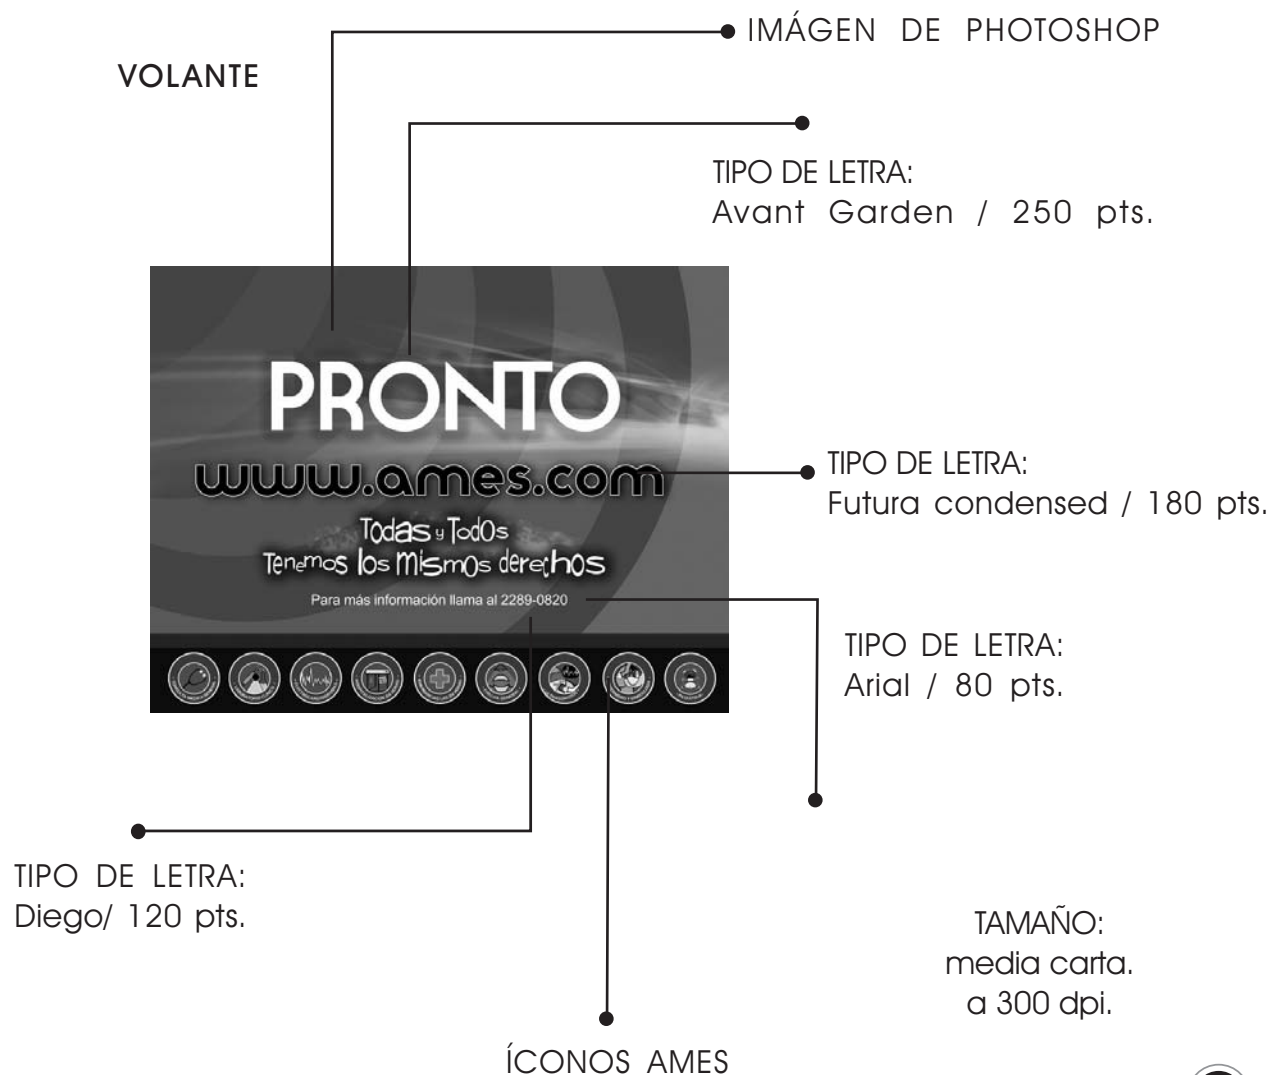 IMÁGEN DE PHOTOSHOP
VOLANTE
TIPO DE LETRA:
Avant Garden / 250 pts.
PRONTO
www.ames.com
TIPO DE LETRA:
Futura condensed / 180 pts.
Todas y TodOs
Tenemos los Mismos derechos
Para más información llama al 2289-0820
TIPO DE LETRA:
Arial / 80 pts.
TIPO DE LETRA:
Diego/ 120 pts.
TAMAÑO:
media carta.
a 300 dpi.
ÍCONOS AMES